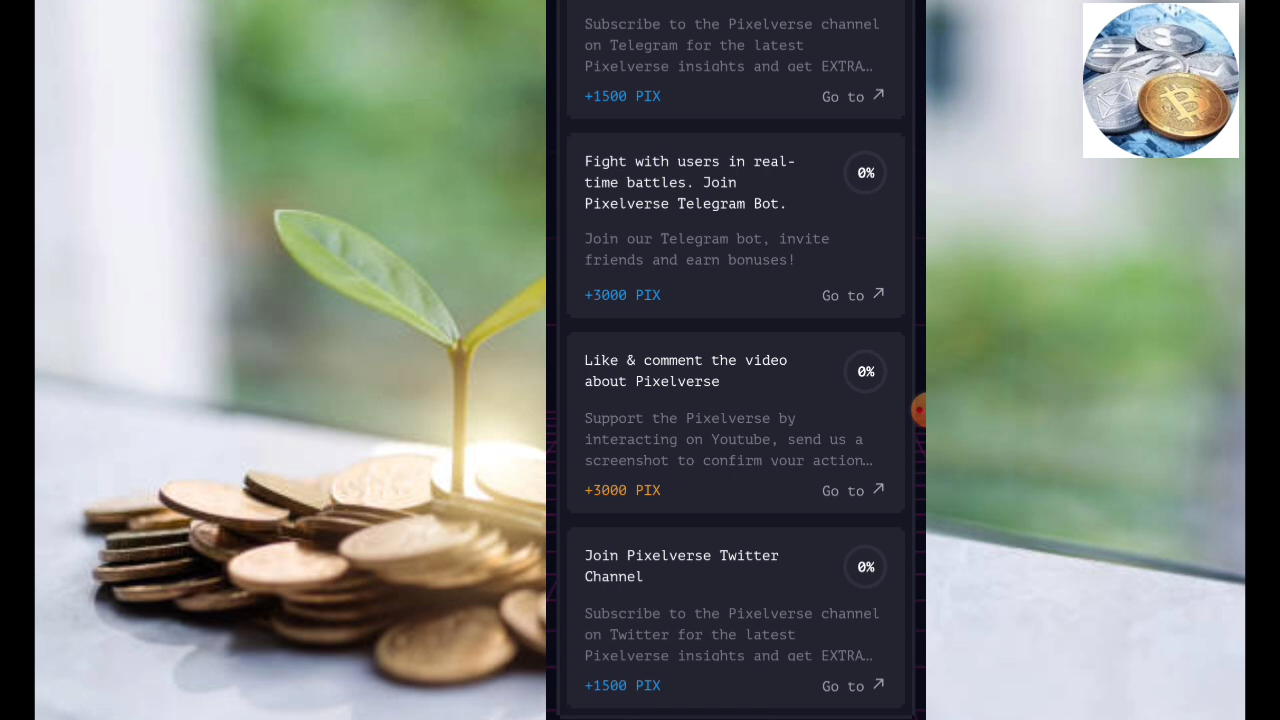 Subscribe to the Pixelverse channel
on Telegram for the latest
Pixelverse insights and get EXTRA…
+1500 PIX
Go to
Fight with users in real-
time battles. Join
Pixelverse Telegram Bot.
0%
Join our Telegram bot, invite
friends and earn bonuses!
+3000 PIX
Go to
Like & comment the video
about Pixelverse
0%
Support the Pixelverse by
interacting on Youtube, send us a
screenshot to confirm your action…
+3000 PIX
Go to
Join Pixelverse Twitter
Channel
0%
Subscribe to the Pixelverse channel
on Twitter for the latest
Pixelverse insights and get EXTRA…
+1500 PIX
Go to